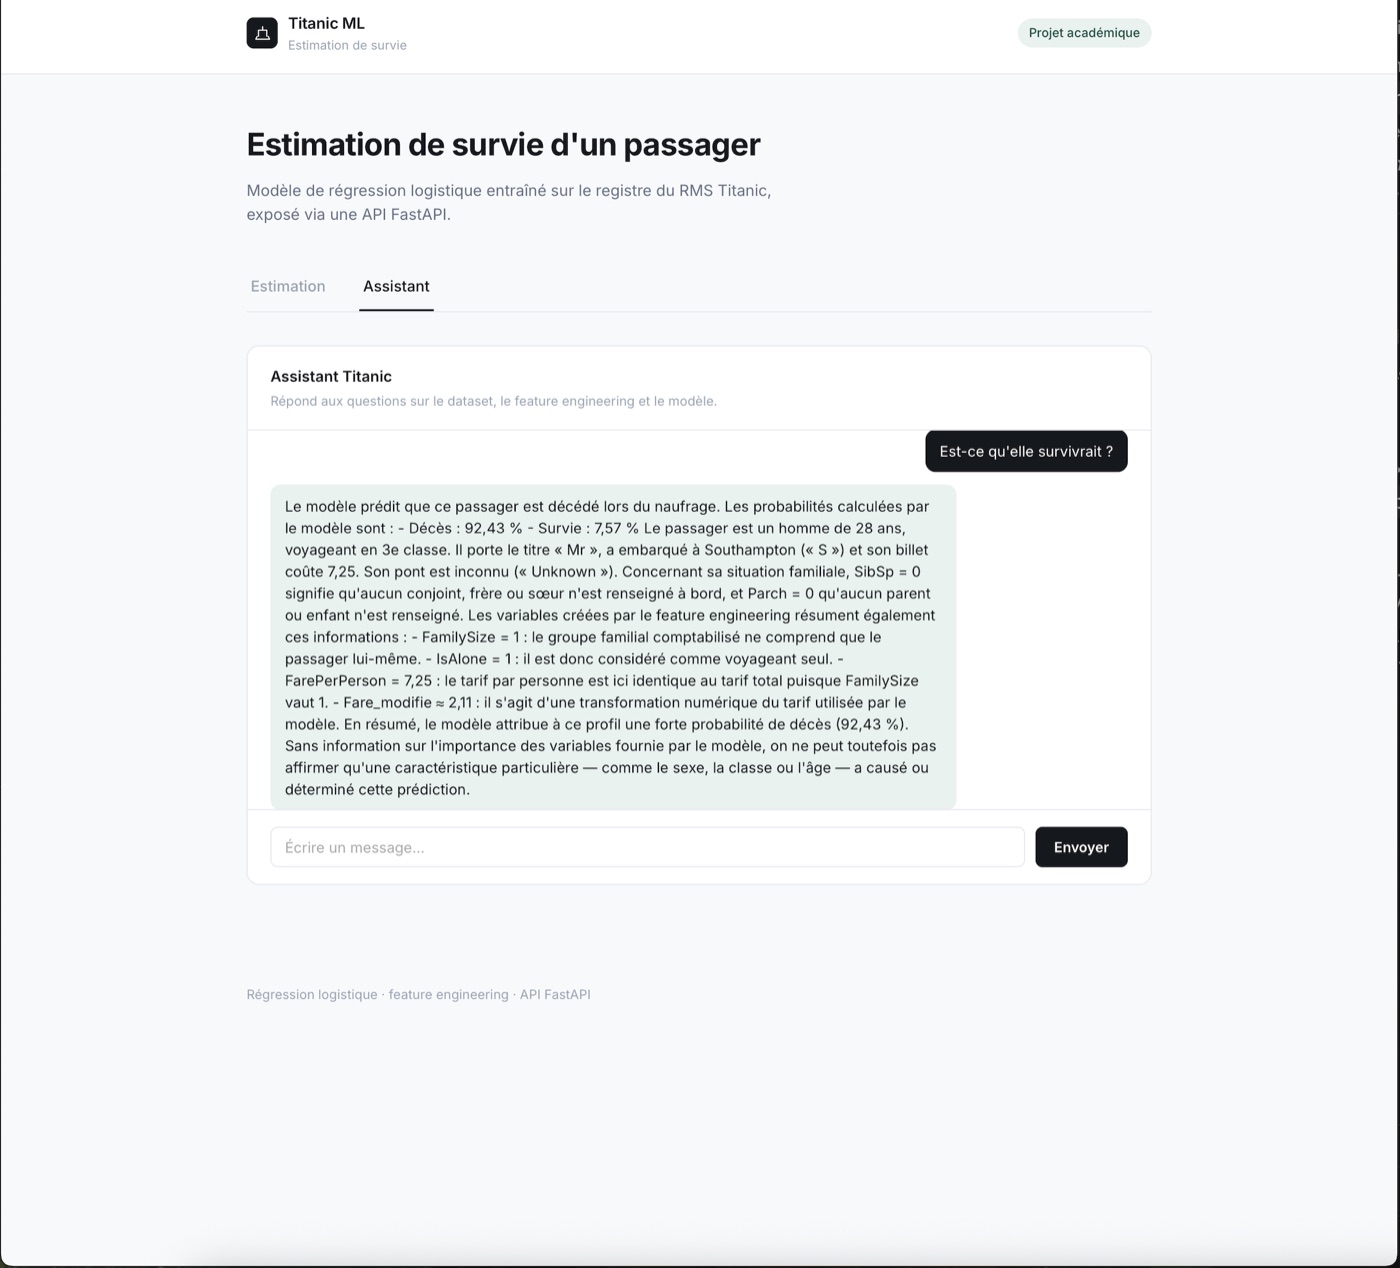 Titanic ML
Estimation de survie
Projet académique
Estimation de survie d'un passager
Modèle de régression logistique entraîné sur le registre du RMS Titanic,
exposé via une API FastAPI.
Estimation
Assistant
Assistant Titanic
Répond aux questions sur le dataset, le feature engineering et le modèle.
Est-ce qu'elle survivrait ?
Le modèle prédit que ce passager est décédé lors du naufrage. Les probabilités calculées par
le modèle sont : - Décès : 92,43 % - Survie : 7,57 % Le passager est un homme de 28 ans,
voyageant en 3e classe. Il porte le titre « Mr », a embarqué à Southampton (« S ») et son billet
coûte 7,25. Son pont est inconnu (« Unknown »). Concernant sa situation familiale, SibSp = 0
signifie qu'aucun conjoint, frère ou sœur n'est renseigné à bord, et Parch = 0 qu'aucun parent
ou enfant n'est renseigné. Les variables créées par le feature engineering résument également
ces informations : - FamilySize = 1 : le groupe familial comptabilisé ne comprend que le
passager lui-même. - IsAlone = 1 : il est donc considéré comme voyageant seul. -
FarePerPerson = 7,25 : le tarif par personne est ici identique au tarif total puisque FamilySize
vaut 1. - Fare_modifie ≈ 2,11 : il s'agit d'une transformation numérique du tarif utilisée par le
modèle. En résumé, le modèle attribue à ce profil une forte probabilité de décès (92,43 %).
Sans information sur l'importance des variables fournie par le modèle, on ne peut toutefois pas
affirmer qu'une caractéristique particulière — comme le sexe, la classe ou l'âge — a causé ou
déterminé cette prédiction.
Écrire un message...
Envoyer
Régression logistique · feature engineering · API FastAPI